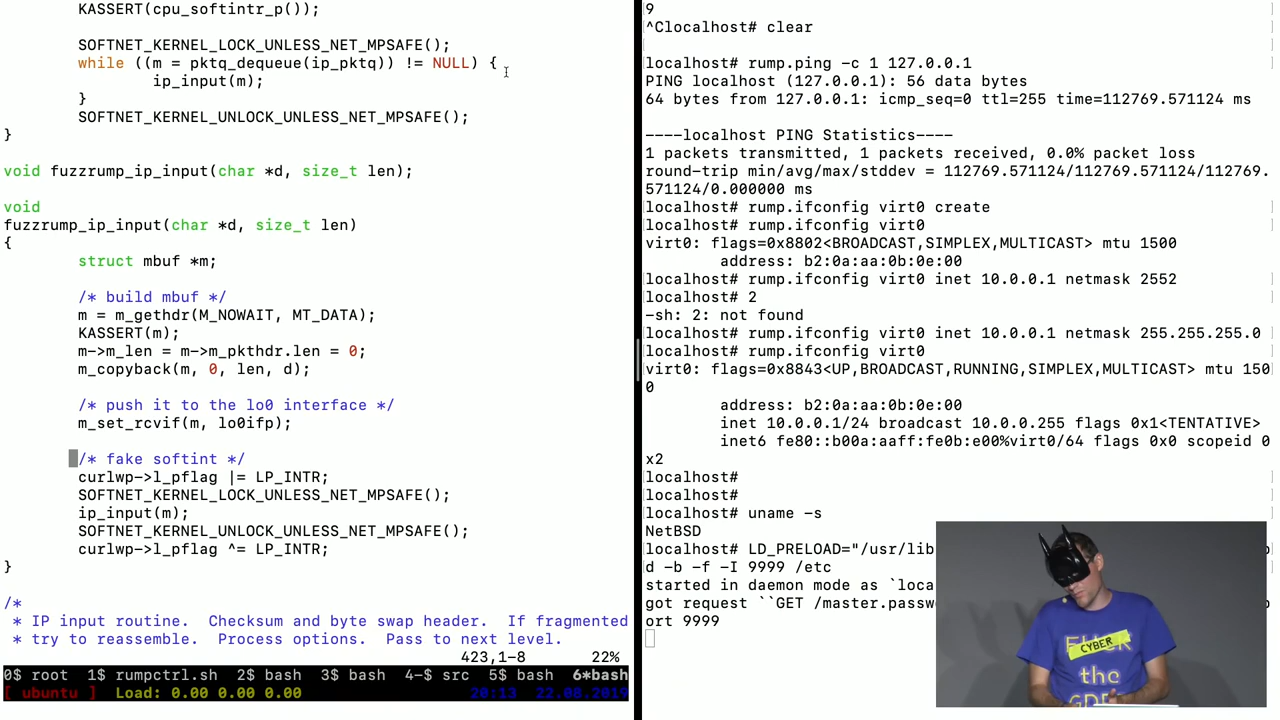 KASSERT(cpu_softintr_p());
SOFTNET_KERNEL_LOCK_UNLESS_NET_MPSAFE();
while ((m = pktq_dequeue(ip_pktq)) != NULL) {
ip_input(m);
}
SOFTNET_KERNEL_UNLOCK_UNLESS_NET_MPSAFE();
}
void fuzzrump_ip_input(char *d, size_t len);
void
fuzzrump_ip_input(char *d, size_t len)
{
struct mbuf *m;
/* build mbuf */
m = m_gethdr(M_NOWAIT, MT_DATA);
KASSERT(m);
m->m_len = m->m_pkthdr.len = 0;
m_copyback(m, 0, len, d);
/* push it to the lo0 interface */
m_set_rcvif(m, lo0ifp);
/* fake softint */
curlwp->l_pflag |= LP_INTR;
SOFTNET_KERNEL_LOCK_UNLESS_NET_MPSAFE();
ip_input(m);
SOFTNET_KERNEL_UNLOCK_UNLESS_NET_MPSAFE();
curlwp->l_pflag ^= LP_INTR;
}
/*
* IP input routine.  Checksum and byte swap header.  If fragmented
* try to reassemble.  Process options.  Pass to next level.
423,1-8 22%
0$ root 1$ rumpctrl.sh 2$ bash 3$ bash 4-$ src 5$ bash 6*bash
[ ubuntu ] Load: 0.00 0.00 0.00 20:13 22.08.2019
9
^Clocalhost# clear
localhost# rump.ping -c 1 127.0.0.1
PING localhost (127.0.0.1): 56 data bytes
64 bytes from 127.0.0.1: icmp_seq=0 ttl=255 time=112769.571124 ms
----localhost PING Statistics----
1 packets transmitted, 1 packets received, 0.0% packet loss
round-trip min/avg/max/stddev = 112769.571124/112769.571124/112769.
571124/0.000000 ms
localhost# rump.ifconfig virt0 create
localhost# rump.ifconfig virt0
virt0: flags=0x8802<BROADCAST,SIMPLEX,MULTICAST> mtu 1500
address: b2:0a:aa:0b:0e:00
localhost# rump.ifconfig virt0 inet 10.0.0.1 netmask 2552
localhost# 2
-sh: 2: not found
localhost# rump.ifconfig virt0 inet 10.0.0.1 netmask 255.255.255.0
localhost# rump.ifconfig virt0
virt0: flags=0x8843<UP,BROADCAST,RUNNING,SIMPLEX,MULTICAST> mtu 150
0
address: b2:0a:aa:0b:0e:00
inet 10.0.0.1/24 broadcast 10.0.0.255 flags 0x1<TENTATIVE>
inet6 fe80::b00a:aaff:fe0b:e00%virt0/64 flags 0x0 scopeid 0
x2
localhost#
localhost#
localhost# uname -s
NetBSD
localhost# LD_PRELOAD="/usr/lib
d -b -f -I 9999 /etc
started in daemon mode as `loca
got request ``GET /master.passw
ort 9999
CYBER
the